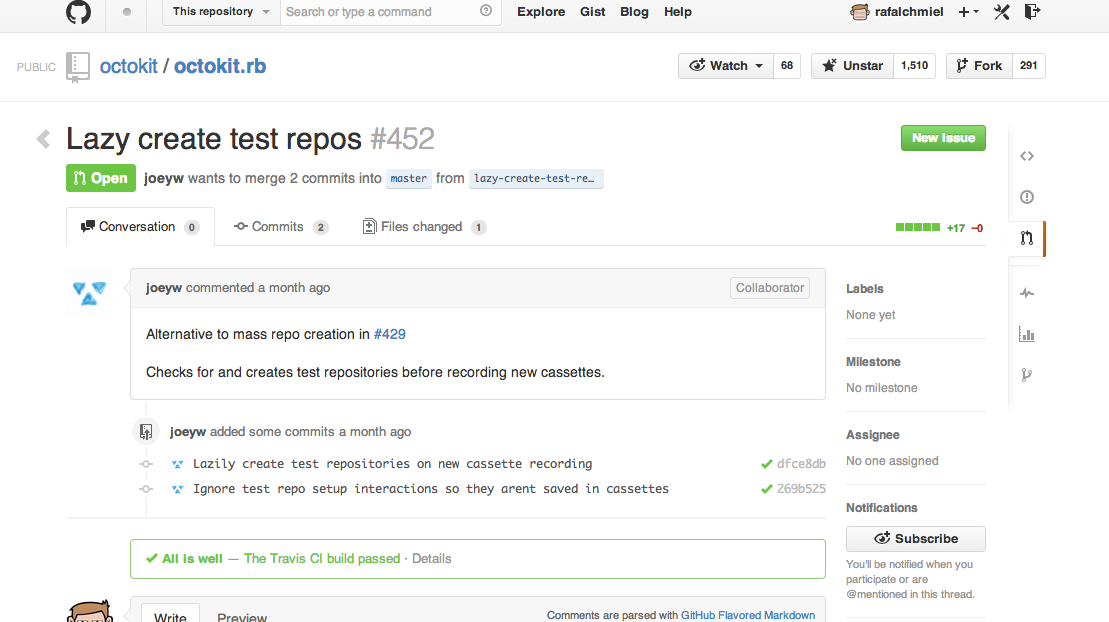 This repository Search or type a command Explore Gist Blog Help rafalchmiel
PUBLIC octokit / octokit.rb Watch 68 Unstar 1,510 Fork 291
Lazy create test repos #452 New Issue
Open joeyw wants to merge 2 commits into master from lazy-create-test-re…
Conversation 0 Commits 2 Files changed 1 +17 −0
joeyw commented a month ago Collaborator
Alternative to mass repo creation in #429
Checks for and creates test repositories before recording new cassettes.
joeyw added some commits a month ago
Lazily create test repositories on new cassette recording dfce8db
Ignore test repo setup interactions so they arent saved in cassettes 269b525
All is well — The Travis CI build passed · Details
Write Preview Comments are parsed with GitHub Flavored Markdown
Labels
None yet
Milestone
No milestone
Assignee
No one assigned
Notifications
Subscribe
You'll be notified when you
participate or are
@mentioned in this thread.